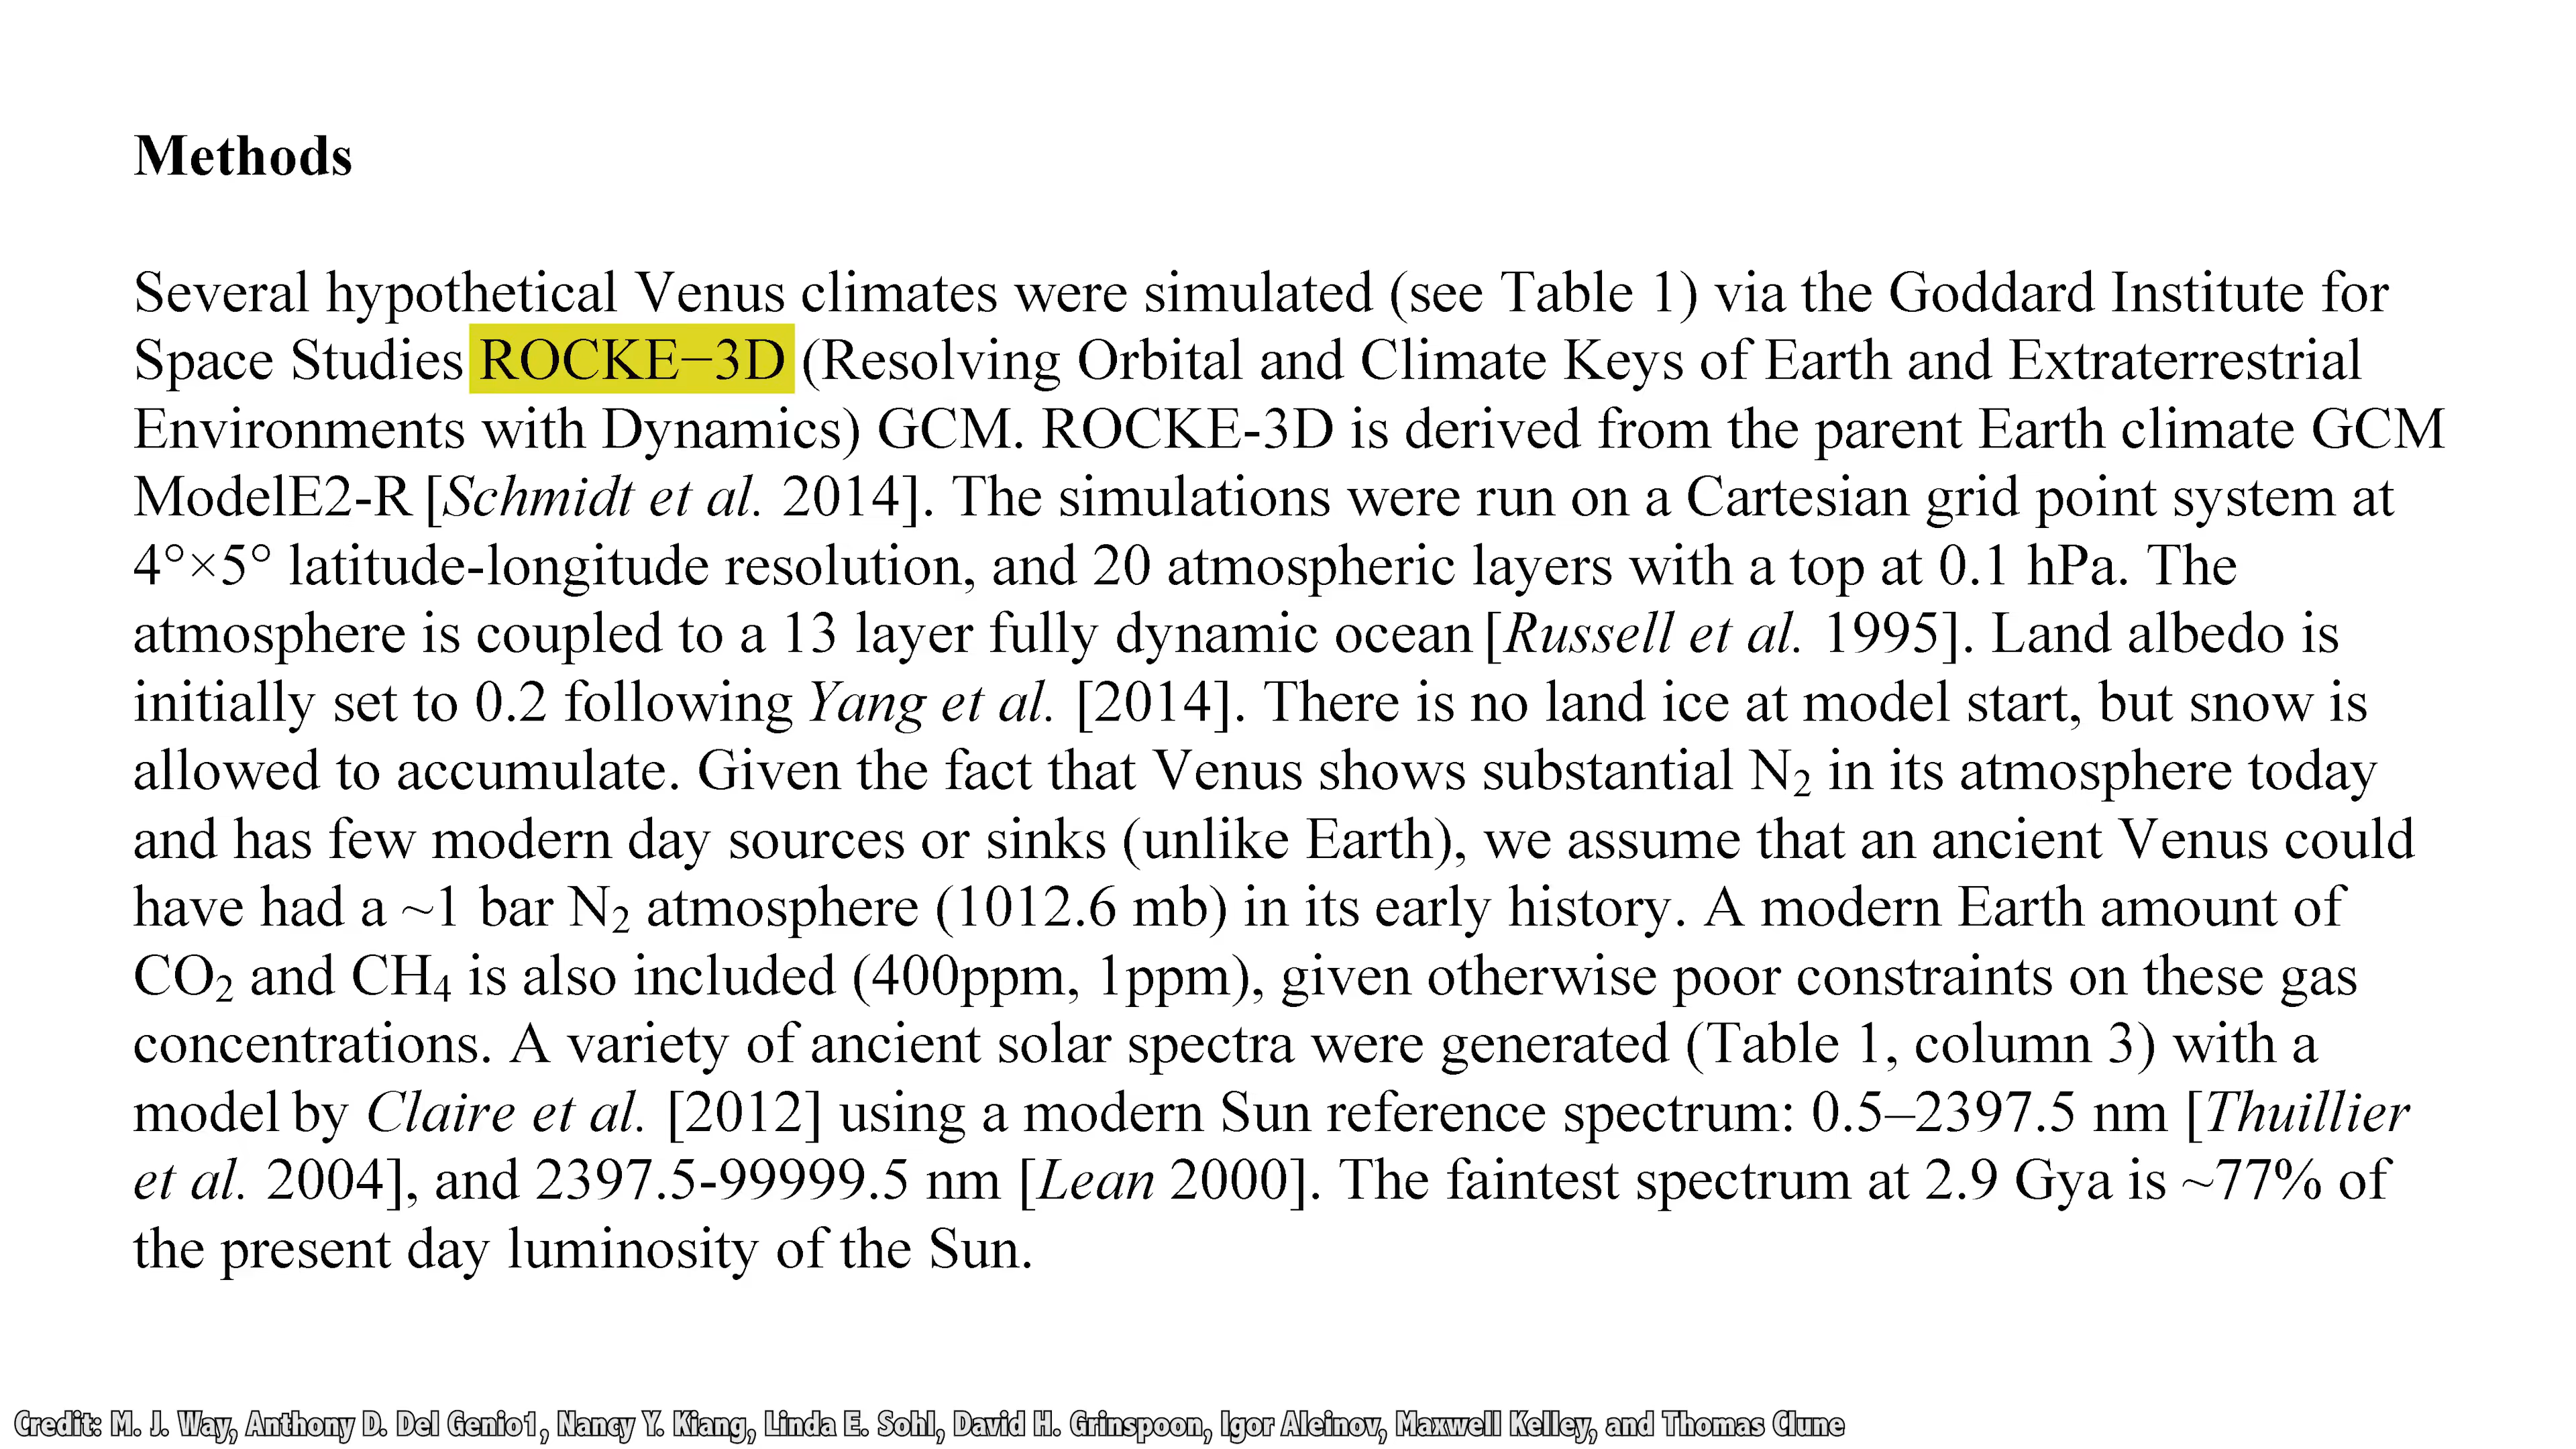 Methods
Several hypothetical Venus climates were simulated (see Table 1) via the Goddard Institute for
Space Studies ROCKE−3D (Resolving Orbital and Climate Keys of Earth and Extraterrestrial
Environments with Dynamics) GCM. ROCKE-3D is derived from the parent Earth climate GCM
ModelE2-R [Schmidt et al. 2014]. The simulations were run on a Cartesian grid point system at
4°×5° latitude-longitude resolution, and 20 atmospheric layers with a top at 0.1 hPa. The
atmosphere is coupled to a 13 layer fully dynamic ocean [Russell et al. 1995]. Land albedo is
initially set to 0.2 following Yang et al. [2014]. There is no land ice at model start, but snow is
allowed to accumulate. Given the fact that Venus shows substantial N₂ in its atmosphere today
and has few modern day sources or sinks (unlike Earth), we assume that an ancient Venus could
have had a ~1 bar N₂ atmosphere (1012.6 mb) in its early history. A modern Earth amount of
CO₂ and CH₄ is also included (400ppm, 1ppm), given otherwise poor constraints on these gas
concentrations. A variety of ancient solar spectra were generated (Table 1, column 3) with a
model by Claire et al. [2012] using a modern Sun reference spectrum: 0.5–2397.5 nm [Thuillier
et al. 2004], and 2397.5-99999.5 nm [Lean 2000]. The faintest spectrum at 2.9 Gya is ~77% of
the present day luminosity of the Sun.
Credit: M. J. Way, Anthony D. Del Genio1, Nancy Y. Kiang, Linda E. Sohl, David H. Grinspoon, Igor Aleinov, Maxwell Kelley, and Thomas Clune